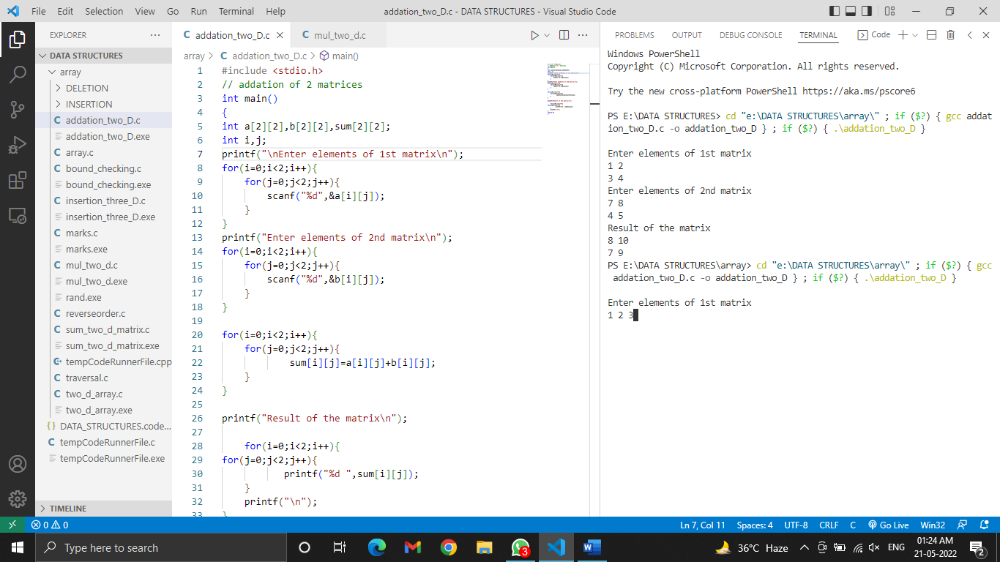 File Edit Selection View Go Run Terminal Help addation_two_D.c - DATA STRUCTURES - Visual Studio Code
EXPLORER
DATA STRUCTURES
array
DELETION
INSERTION
addation_two_D.c
addation_two_D.exe
array.c
bound_checking.c
bound_checking.exe
insertion_three_D.c
insertion_three_D.exe
marks.c
marks.exe
mul_two_d.c
mul_two_d.exe
rand.exe
reverseorder.c
sum_two_d_matrix.c
sum_two_d_matrix.exe
tempCodeRunnerFile.cpp
traversal.c
two_d_array.c
two_d_array.exe
DATA_STRUCTURES.code...
tempCodeRunnerFile.c
tempCodeRunnerFile.exe
TIMELINE
C addation_two_D.c C mul_two_d.c
array > C addation_two_D.c > main()
1 #include <stdio.h>
2 // addation of 2 matrices
3 int main()
4 {
5 int a[2][2],b[2][2],sum[2][2];
6 int i,j;
7 printf("\nEnter elements of 1st matrix\n");
8 for(i=0;i<2;i++){
9 for(j=0;j<2;j++){
10 scanf("%d",&a[i][j]);
11 }
12 }
13 printf("Enter elements of 2nd matrix\n");
14 for(i=0;i<2;i++){
15 for(j=0;j<2;j++){
16 scanf("%d",&b[i][j]);
17 }
18 }
19
20 for(i=0;i<2;i++){
21 for(j=0;j<2;j++){
22 sum[i][j]=a[i][j]+b[i][j];
23 }
24 }
25
26 printf("Result of the matrix\n");
27
28 for(i=0;i<2;i++){
29 for(j=0;j<2;j++){
30 printf("%d ",sum[i][j]);
31 }
32 printf("\n");
33 }
PROBLEMS OUTPUT DEBUG CONSOLE TERMINAL Code
Windows PowerShell
Copyright (C) Microsoft Corporation. All rights reserved.
Try the new cross-platform PowerShell https://aka.ms/pscore6
PS E:\DATA STRUCTURES> cd "e:\DATA STRUCTURES\array\" ; if ($?) { gcc addat
ion_two_D.c -o addation_two_D } ; if ($?) { .\addation_two_D }
Enter elements of 1st matrix
1 2
3 4
Enter elements of 2nd matrix
7 8
4 5
Result of the matrix
8 10
7 9
PS E:\DATA STRUCTURES\array> cd "e:\DATA STRUCTURES\array\" ; if ($?) { gcc
addation_two_D.c -o addation_two_D } ; if ($?) { .\addation_two_D }
Enter elements of 1st matrix
1 2 3
0 0 Ln 7, Col 11 Spaces: 4 UTF-8 CRLF C Go Live Win32
Type here to search
3
W
36°C Haze
ENG
01:24 AM
21-05-2022
2